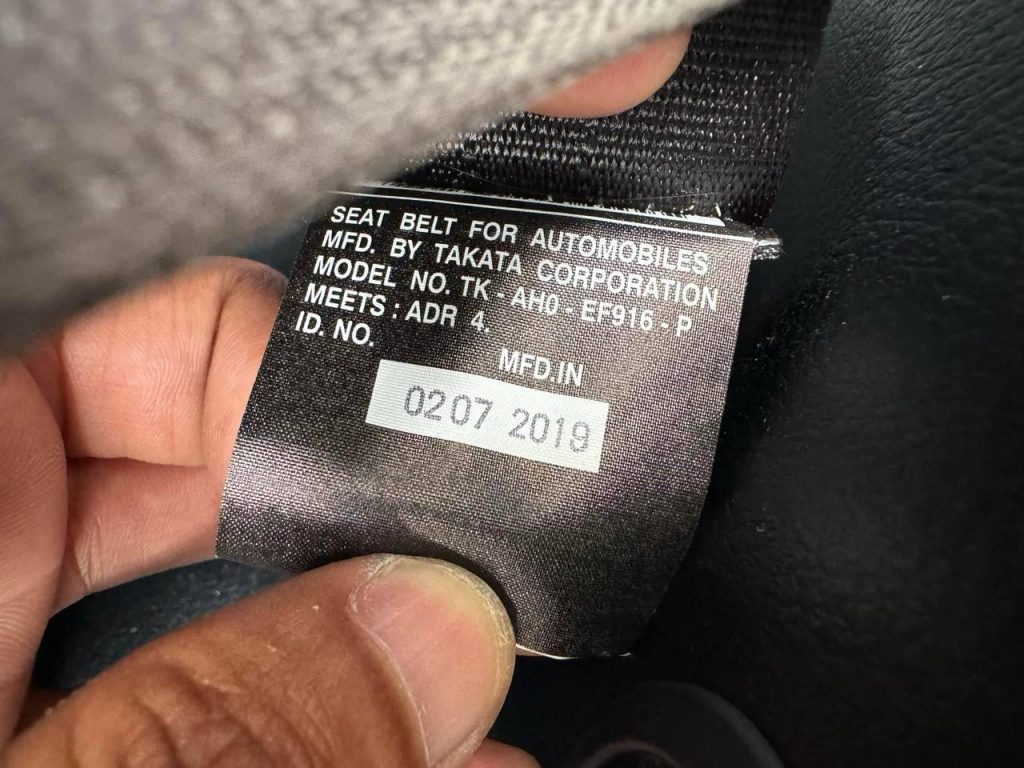 SEAT BELT FOR AUTOMOBILES
MFD. BY TAKATA CORPORATION
MODEL NO. TK - AH0 - EF916 - P
MEETS : ADR 4.
ID. NO.
MFD.IN
0207 2019